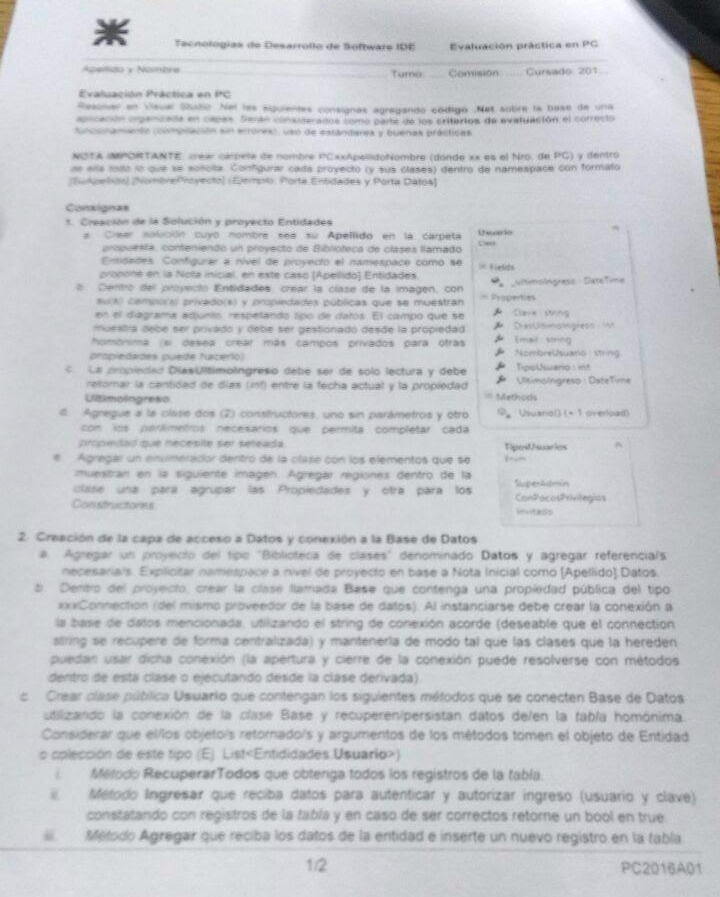 Tecnologías de Desarrollo de Software IDE Evaluación práctica en PC
Apellido y Nombre Turno: Comisión: ..... Cursado: 201...
Evaluación Práctica en PC
Resolver en Visual Studio .Net las siguientes consignas agregando código .Net sobre la base de una
aplicación organizada en capas. Serán considerados como parte de los criterios de evaluación el correcto
funcionamiento (compilación sin errores), uso de estándares y buenas prácticas.
NOTA IMPORTANTE: crear carpeta de nombre PCxxApellidoNombre (donde xx es el Nro. de PC) y dentro
de ella todo lo que se solicita. Configurar cada proyecto (y sus clases) dentro de namespace con formato
[SuApellido].[NombreProyecto] (Ejemplo: Porta.Entidades y Porta.Datos)
Consignas
1. Creación de la Solución y proyecto Entidades
a. Crear solución cuyo nombre sea su Apellido en la carpeta
propuesta, conteniendo un proyecto de Biblioteca de clases llamado
Entidades. Configurar a nivel de proyecto el namespace como se
propone en la Nota inicial, en este caso [Apellido].Entidades.
b. Dentro del proyecto Entidades, crear la clase de la imagen, con
su(s) campo(s) privado(s) y propiedades públicas que se muestran
en el diagrama adjunto, respetando tipo de datos. El campo que se
muestra debe ser privado y debe ser gestionado desde la propiedad
homónima (si desea crear más campos privados para otras
propiedades puede hacerlo).
c. La propiedad DiasUltimoIngreso debe ser de solo lectura y debe
retornar la cantidad de días (int) entre la fecha actual y la propiedad
UltimoIngreso.
d. Agregue a la clase dos (2) constructores, uno sin parámetros y otro
con los parámetros necesarios que permita completar cada
propiedad que necesite ser seteada.
e. Agregar un enumerador dentro de la clase con los elementos que se
muestran en la siguiente imagen. Agregar regiones dentro de la
clase una para agrupar las Propiedades y otra para los
Constructores.
Usuario
Class
Fields
_ultimoIngreso : DateTime
Properties
Clave : string
DiasUltimoIngreso : int
Email : string
NombreUsuario : string
TipoUsuario : int
UltimoIngreso : DateTime
Methods
Usuario() (+ 1 overload)
TiposUsuarios
Enum
SuperAdmin
ConPocosPrivilegios
Invitado
2. Creación de la capa de acceso a Datos y conexión a la Base de Datos
a. Agregar un proyecto del tipo "Biblioteca de clases" denominado Datos y agregar referencia/s
necesaria/s. Explicitar namespace a nivel de proyecto en base a Nota Inicial como [Apellido].Datos.
b. Dentro del proyecto, crear la clase llamada Base que contenga una propiedad pública del tipo
xxxConnection (del mismo proveedor de la base de datos). Al instanciarse debe crear la conexión a
la base de datos mencionada, utilizando el string de conexión acorde (deseable que el connection
string se recupere de forma centralizada) y mantenerla de modo tal que las clases que la hereden
puedan usar dicha conexión (la apertura y cierre de la conexión puede resolverse con métodos
dentro de esta clase o ejecutando desde la clase derivada).
c. Crear clase pública Usuario que contengan los siguientes métodos que se conecten Base de Datos
utilizando la conexión de la clase Base y recuperen/persistan datos de/en la tabla homónima.
Considerar que el/los objeto/s retornado/s y argumentos de los métodos tomen el objeto de Entidad
o colección de este tipo (Ej. List<Entididades.Usuario>)
i. Método RecuperarTodos que obtenga todos los registros de la tabla.
ii. Método Ingresar que reciba datos para autenticar y autorizar ingreso (usuario y clave)
constatando con registros de la tabla y en caso de ser correctos retorne un bool en true.
iii. Método Agregar que reciba los datos de la entidad e inserte un nuevo registro en la tabla
1/2
PC2016A01